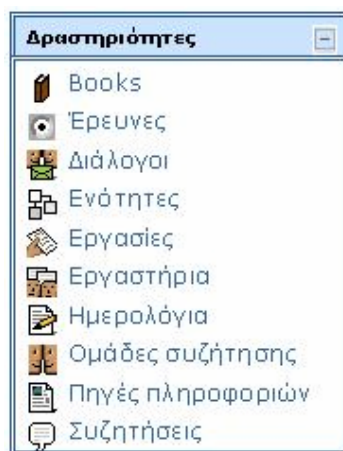 Δραστηριότητες
Books
Έρευνες
Διάλογοι
Ενότητες
Εργασίες
Εργαστήρια
Ημερολόγια
Ομάδες συζήτησης
Πηγές πληροφοριών
Συζητήσεις